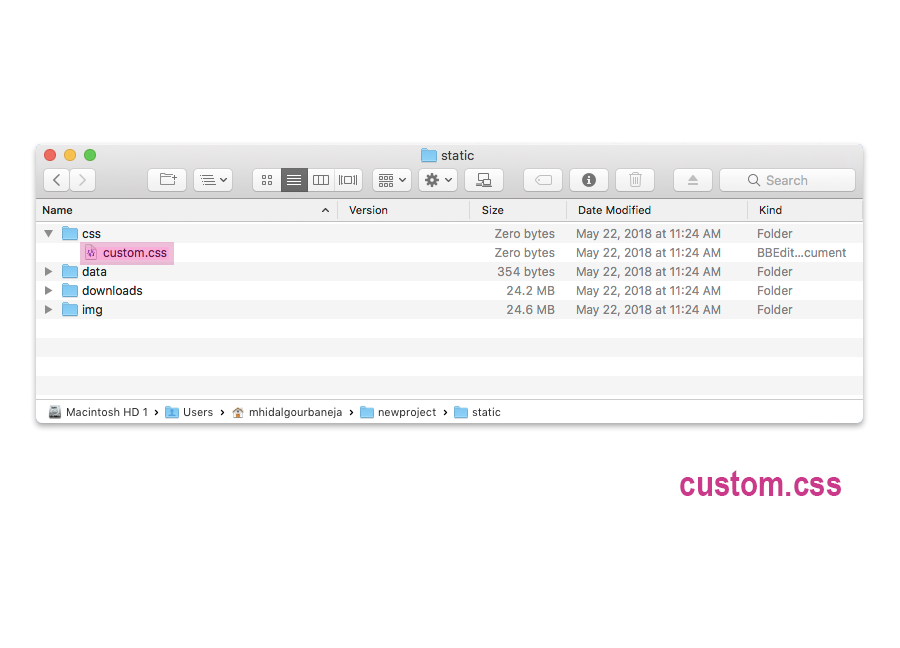 static
Search
Name Version Size Date Modified Kind
css Zero bytes May 22, 2018 at 11:24 AM Folder
custom.css Zero bytes May 22, 2018 at 11:24 AM BBEdit...cument
data 354 bytes May 22, 2018 at 11:24 AM Folder
downloads 24.2 MB May 22, 2018 at 11:24 AM Folder
img 24.6 MB May 22, 2018 at 11:24 AM Folder
Macintosh HD 1 › Users › mhidalgourbaneja › newproject › static
custom.css